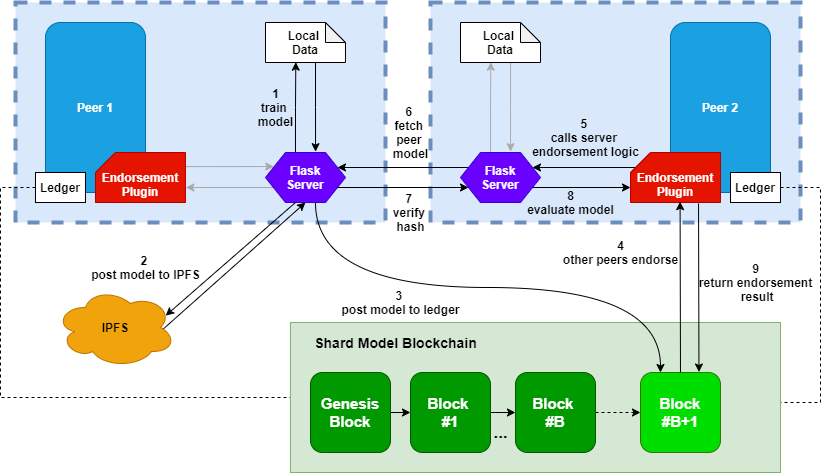 Local
Data
Local
Data
Peer 1
1
train
model
6
fetch
peer
model
5
calls server
endorsement logic
Peer 2
Endorsement
Plugin
Flask
Server
Flask
Server
Endorsement
Plugin
Ledger
Ledger
7
verify
hash
8
evaluate model
2
post model to IPFS
4
other peers endorse
9
return endorsement
result
3
post model to ledger
IPFS
Shard Model Blockchain
Genesis
Block
Block
#1
...
Block
#B
Block
#B+1